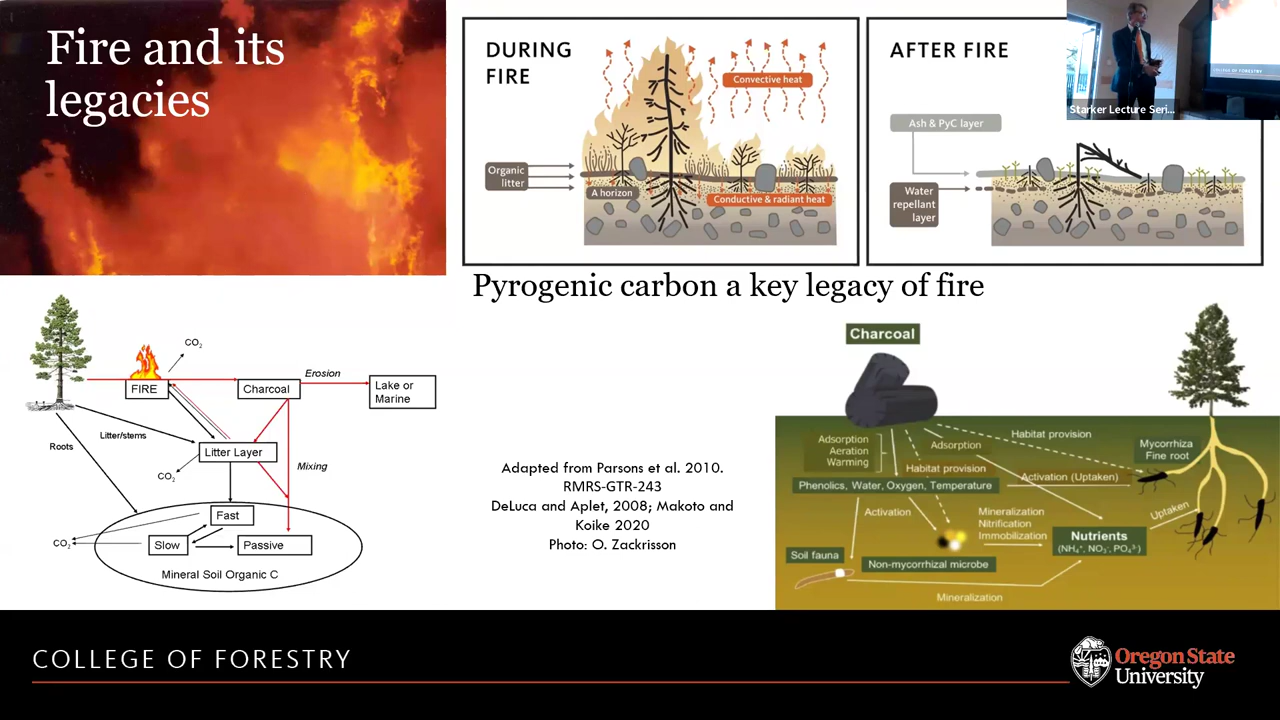 Fire and its
legacies
DURING
FIRE
Convective heat
Organic
litter
A horizon
Conductive & radiant heat
AFTER FIRE
Ash & PyC layer
Water
repellant
layer
COLLEGE OF FORESTRY
Starker Lecture Seri...
Pyrogenic carbon a key legacy of fire
CO2
FIRE
Charcoal
Erosion
Lake or
Marine
Litter/stems
Roots
Litter Layer
CO2
Mixing
Fast
CO2
Slow
Passive
Mineral Soil Organic C
Adapted from Parsons et al. 2010.
RMRS-GTR-243
DeLuca and Aplet, 2008; Makoto and
Koike 2020
Photo: O. Zackrisson
Charcoal
Adsorption
Aeration
Warming
Adsorption
Habitat provision
Habitat provision
Mycorrhiza
Fine root
Phenolics, Water, Oxygen, Temperature
Activation (Uptaken)
Activation
Mineralization
Nitrification
Immobilization
Uptaken
Nutrients
(NH4+, NO3-, PO43-)
Soil fauna
Non-mycorrhizal microbe
Mineralization
COLLEGE OF FORESTRY
Oregon State
University